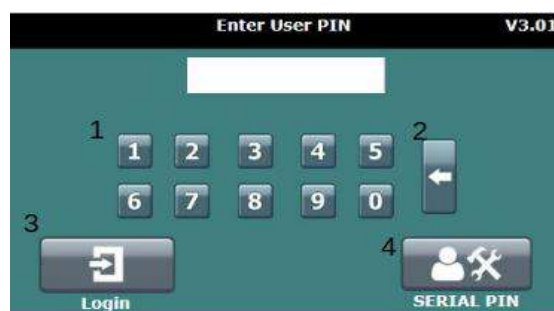 Enter User PIN V3.01
1 2
1 2 3 4 5
6 7 8 9 0
3
4
Login SERIAL PIN